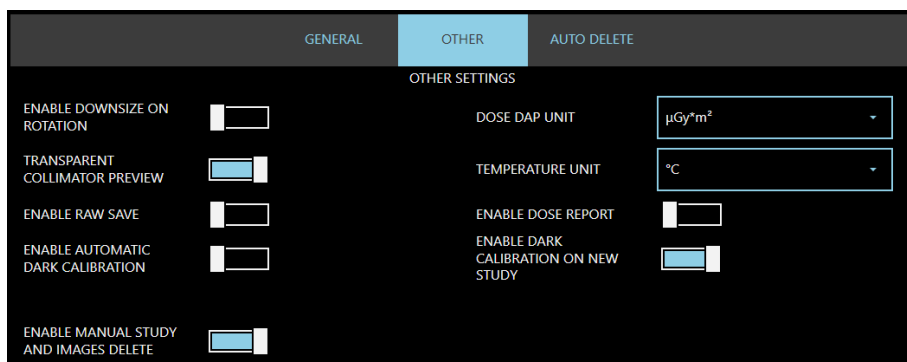 GENERAL
OTHER
AUTO DELETE
OTHER SETTINGS
ENABLE DOWNSIZE ON
ROTATION
TRANSPARENT
COLLIMATOR PREVIEW
ENABLE RAW SAVE
ENABLE AUTOMATIC
DARK CALIBRATION
ENABLE MANUAL STUDY
AND IMAGES DELETE
DOSE DAP UNIT
µGy*m²
TEMPERATURE UNIT
°C
ENABLE DOSE REPORT
ENABLE DARK
CALIBRATION ON NEW
STUDY